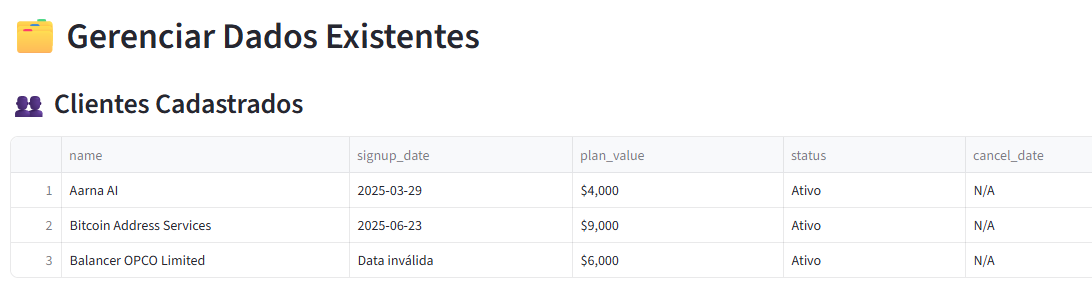 Gerenciar Dados Existentes
Clientes Cadastrados
name signup_date plan_value status cancel_date
1 Aarna AI 2025-03-29 $4,000 Ativo N/A
2 Bitcoin Address Services 2025-06-23 $9,000 Ativo N/A
3 Balancer OPCO Limited Data inválida $6,000 Ativo N/A